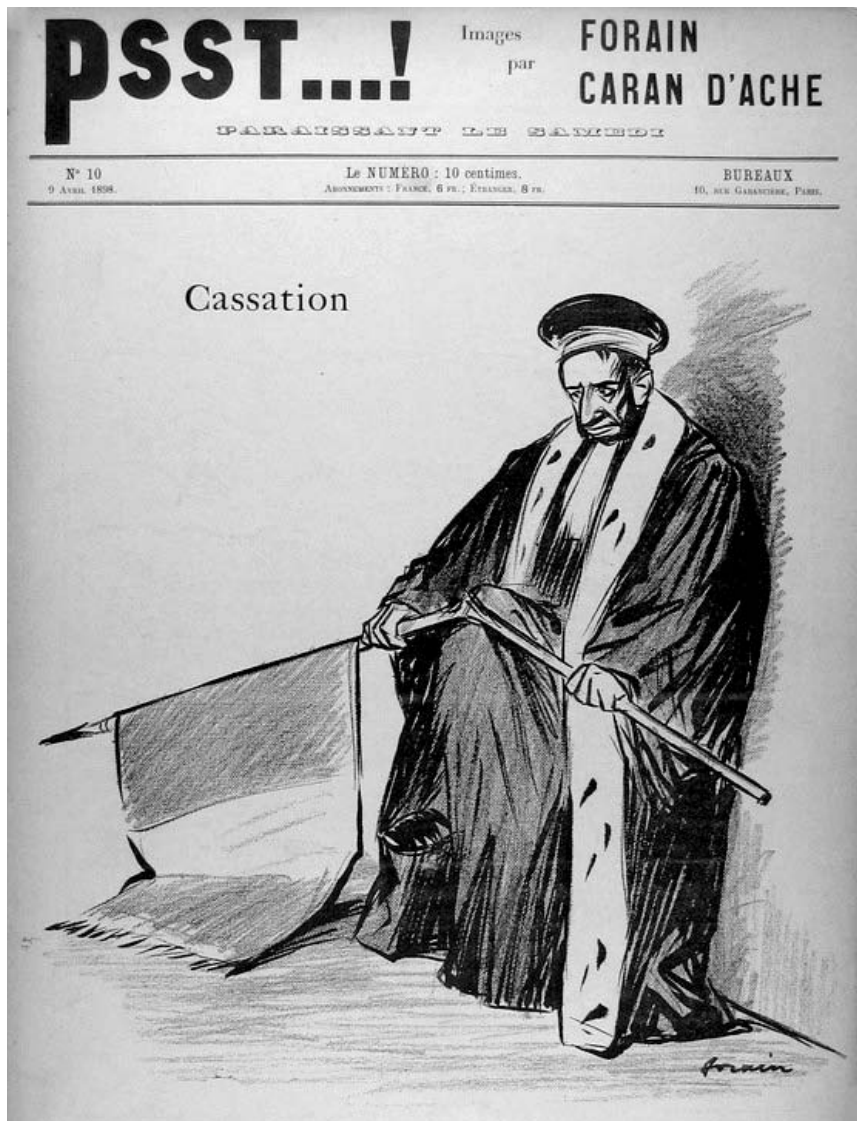 PSST...!
Images
par
FORAIN
CARAN D'ACHE
PARAISSANT LE SAMEDI
Nº 10
9 Avril 1898.
Le NUMÉRO : 10 centimes.
Abonnements : France, 6 fr. ; Étranger, 8 fr.
BUREAUX
10, rue Garancière, Paris.
Cassation
forain